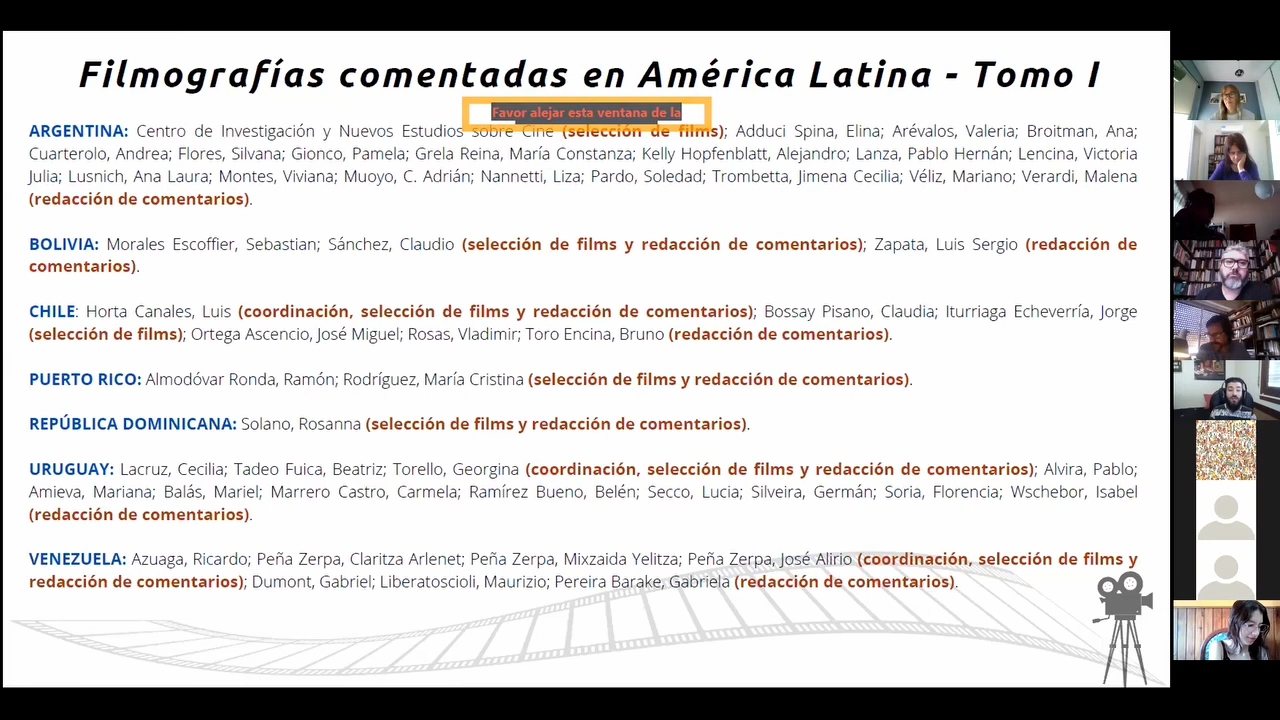 Filmografías comentadas en América Latina - Tomo I
Favor alejar esta ventana de la
ARGENTINA: Centro de Investigación y Nuevos Estudios sobre Cine (selección de films); Adduci Spina, Elina; Arévalos, Valeria; Broitman, Ana;
Cuarterolo, Andrea; Flores, Silvana; Gionco, Pamela; Grela Reina, María Constanza; Kelly Hopfenblatt, Alejandro; Lanza, Pablo Hernán; Lencina, Victoria
Julia; Lusnich, Ana Laura; Montes, Viviana; Muoyo, C. Adrián; Nannetti, Liza; Pardo, Soledad; Trombetta, Jimena Cecilia; Véliz, Mariano; Verardi, Malena
(redacción de comentarios).
BOLIVIA: Morales Escoffier, Sebastian; Sánchez, Claudio (selección de films y redacción de comentarios); Zapata, Luis Sergio (redacción de
comentarios).
CHILE: Horta Canales, Luis (coordinación, selección de films y redacción de comentarios); Bossay Pisano, Claudia; Iturriaga Echeverría, Jorge
(selección de films); Ortega Ascencio, José Miguel; Rosas, Vladimir; Toro Encina, Bruno (redacción de comentarios).
PUERTO RICO: Almodóvar Ronda, Ramón; Rodríguez, María Cristina (selección de films y redacción de comentarios).
REPÚBLICA DOMINICANA: Solano, Rosanna (selección de films y redacción de comentarios).
URUGUAY: Lacruz, Cecilia; Tadeo Fuica, Beatriz; Torello, Georgina (coordinación, selección de films y redacción de comentarios); Alvira, Pablo;
Amieva, Mariana; Balás, Mariel; Marrero Castro, Carmela; Ramírez Bueno, Belén; Secco, Lucia; Silveira, Germán; Soria, Florencia; Wschebor, Isabel
(redacción de comentarios).
VENEZUELA: Azuaga, Ricardo; Peña Zerpa, Claritza Arlenet; Peña Zerpa, Mixzaida Yelitza; Peña Zerpa, José Alirio (coordinación, selección de films y
redacción de comentarios); Dumont, Gabriel; Liberatoscioli, Maurizio; Pereira Barake, Gabriela (redacción de comentarios).